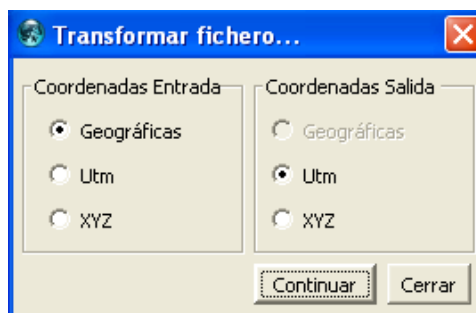 Transformar fichero...
Coordenadas Entrada Coordenadas Salida
Geográficas Geográficas
Utm Utm
XYZ XYZ
Continuar Cerrar